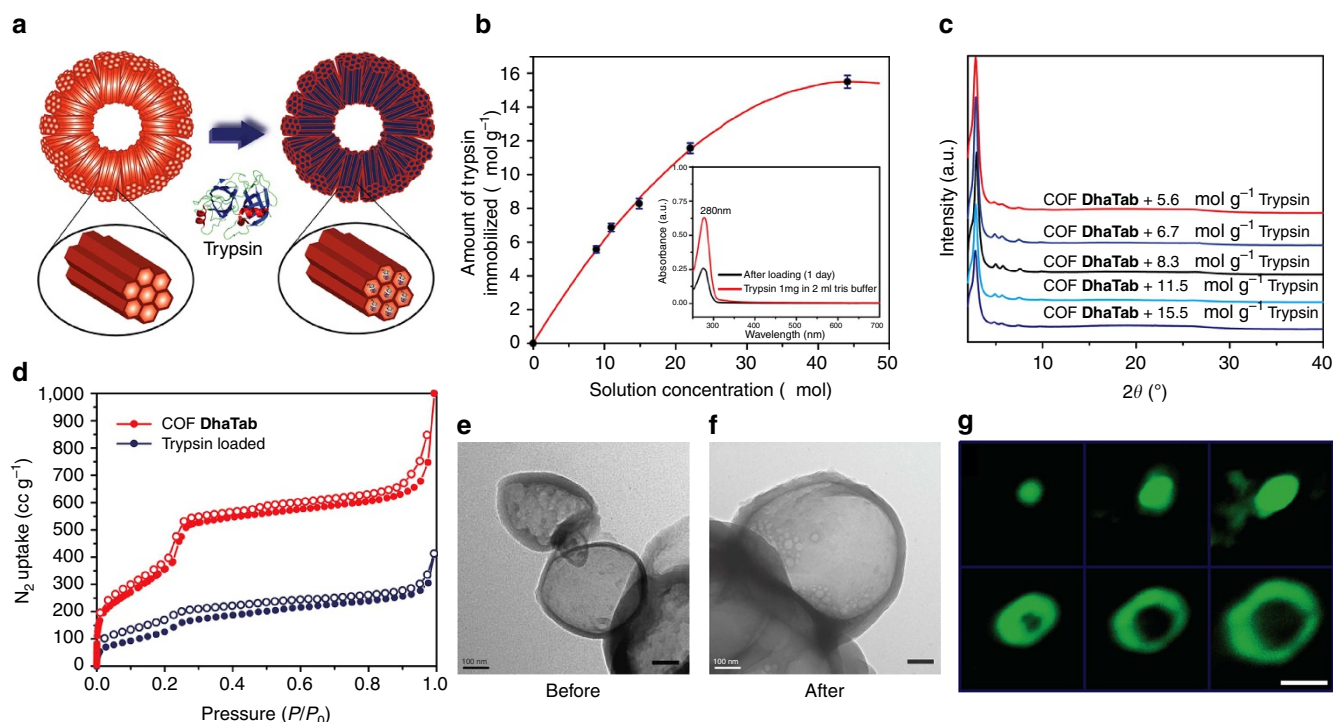 a
Trypsin
b
Amount of trypsin
immobilized ( mol g−1)
16
14
12
10
8
6
4
2
0
0 10 20 30 40 50
Solution concentration ( mol)
Absorbance (a.u.)
1.00
0.75
0.50
0.25
0.00
280nm
After loading (1 day)
Trypsin 1mg in 2 ml tris buffer
300 400 500 600 700
Wavelength (nm)
c
Intensity (a.u.)
COF DhaTab + 5.6 mol g−1 Trypsin
COF DhaTab + 6.7 mol g−1 Trypsin
COF DhaTab + 8.3 mol g−1 Trypsin
COF DhaTab + 11.5 mol g−1 Trypsin
COF DhaTab + 15.5 mol g−1 Trypsin
10 20 30 40
2θ (°)
d
N2 uptake (cc g−1)
1,000
900
800
700
600
500
400
300
200
100
0
COF DhaTab
Trypsin loaded
0.0 0.2 0.4 0.6 0.8 1.0
Pressure (P/P0)
e
100 nm
Before
f
100 nm
After
g